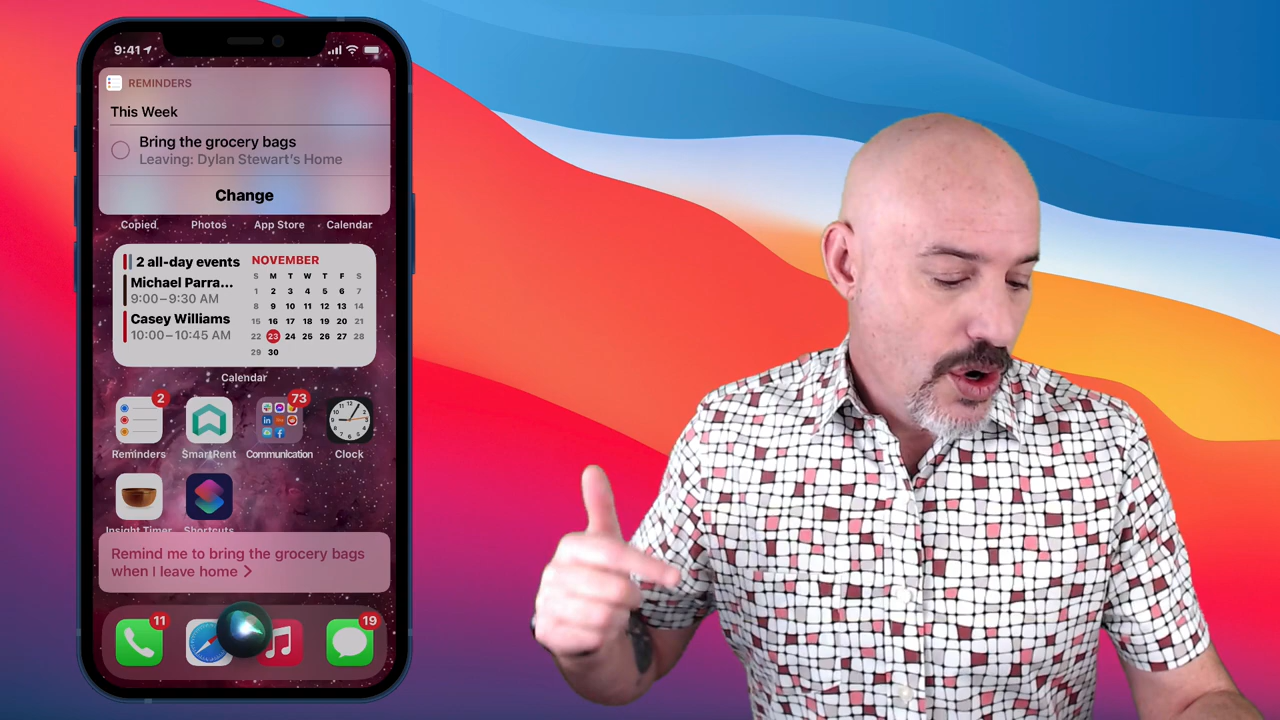 9:41
REMINDERS
This Week
Bring the grocery bags
Leaving: Dylan Stewart's Home
Change
Copied Photos App Store Calendar
2 all-day events
Michael Parra...
9:00–9:30 AM
Casey Williams
10:00–10:45 AM
NOVEMBER
S M T W T F S
1 2 3 4 5 6 7
8 9 10 11 12 13 14
15 16 17 18 19 20 21
22 23 24 25 26 27 28
29 30
Calendar
2 73
Reminders SmartRent Communication Clock
Insight Timer Shortcuts
Remind me to bring the grocery bags
when I leave home >
11 19